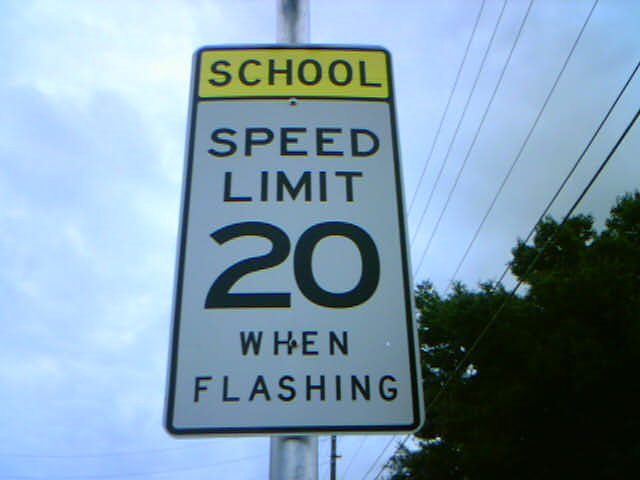 SCHOOL
SPEED
LIMIT
20
WHEN
FLASHING